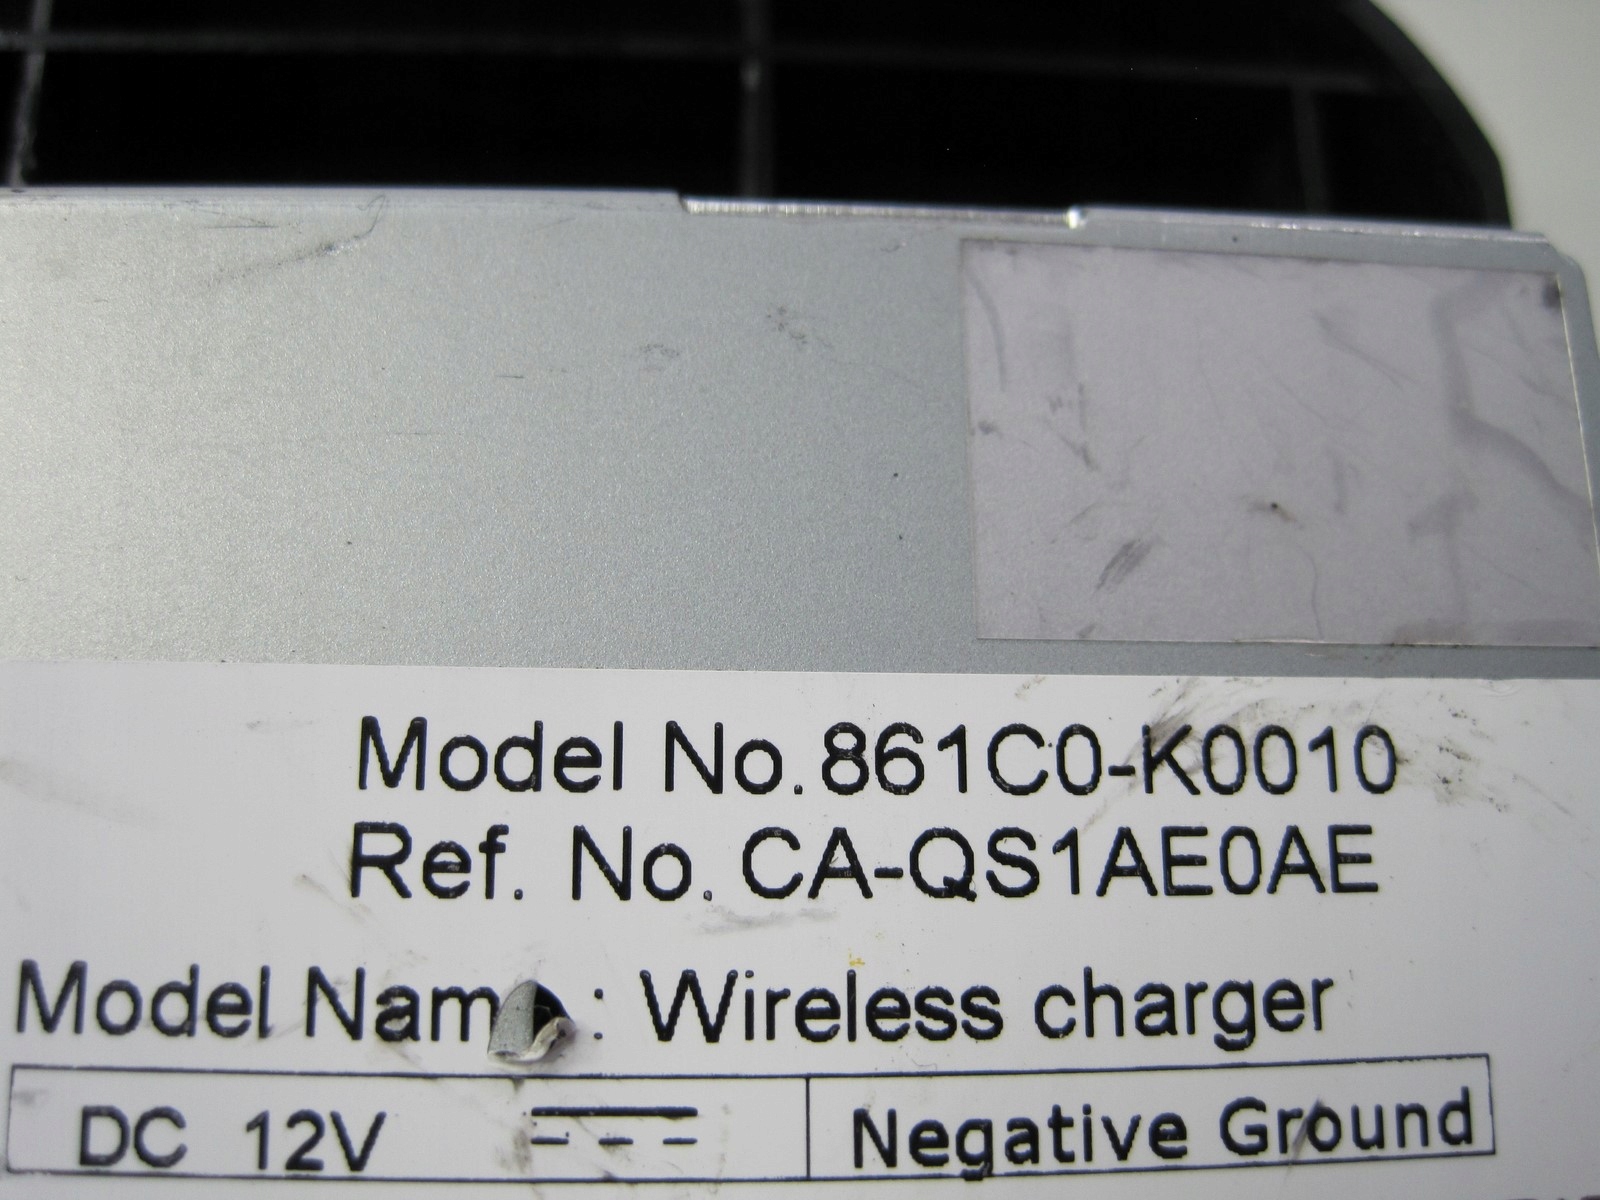 Model No.861C0-K0010
Ref. No. CA-QS1AE0AE
Model Nam : Wireless charger
DC 12V
Negative Ground